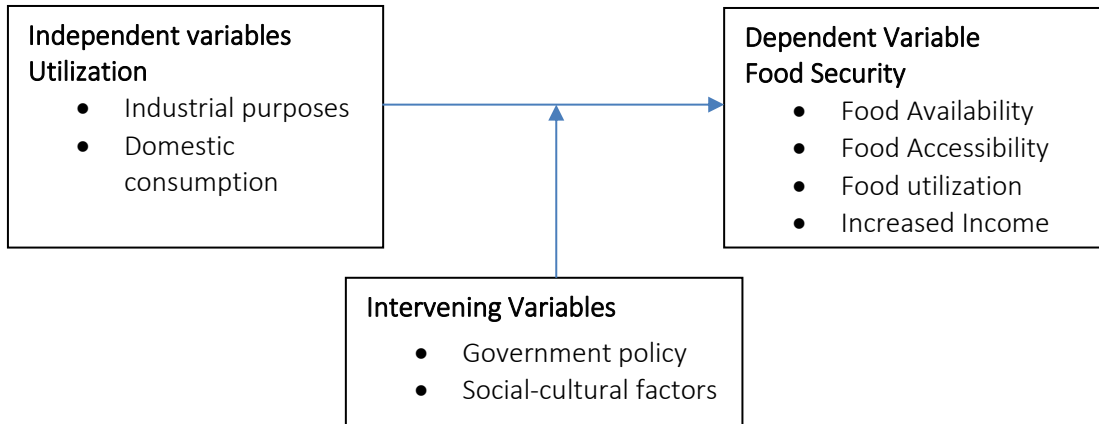 Independent variables
Utilization
• Industrial purposes
• Domestic
consumption
Dependent Variable
Food Security
• Food Availability
• Food Accessibility
• Food utilization
• Increased Income
Intervening Variables
• Government policy
• Social-cultural factors